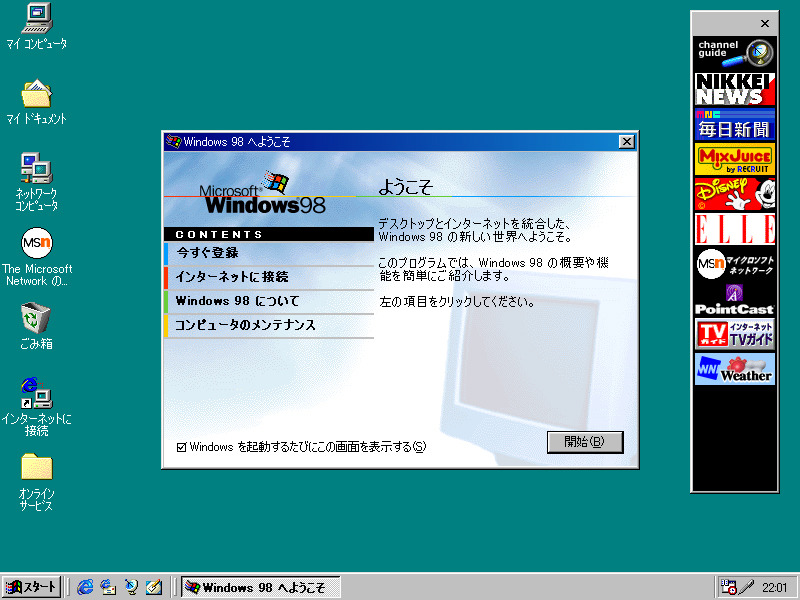 マイ コンピュータ
マイ ドキュメント
ネットワーク
コンピュータ
msn
The Microsoft
Network の...
ごみ箱
インターネットに
接続
オンライン
サービス
Windows 98 へようこそ
Microsoft
Windows98
CONTENTS
今すぐ登録
インターネットに接続
Windows 98 について
コンピュータのメンテナンス
ようこそ
デスクトップとインターネットを統合した、
Windows 98 の新しい世界へようこそ。
このプログラムでは、Windows 98 の概要や機
能を簡単にご紹介します。
左の項目をクリックしてください。
Windows を起動するたびにこの画面を表示する(S)
開始(B)
channel
guide
NIKKEI
NEWS
毎日新聞
MixJuice
by RECRUIT
Disney
ELLE
msn
マイクロソフト
ネットワーク
PointCast
TV
ガイド
インターネット
TVガイド
WNI
Weather
スタート
Windows 98 へようこそ
22:01